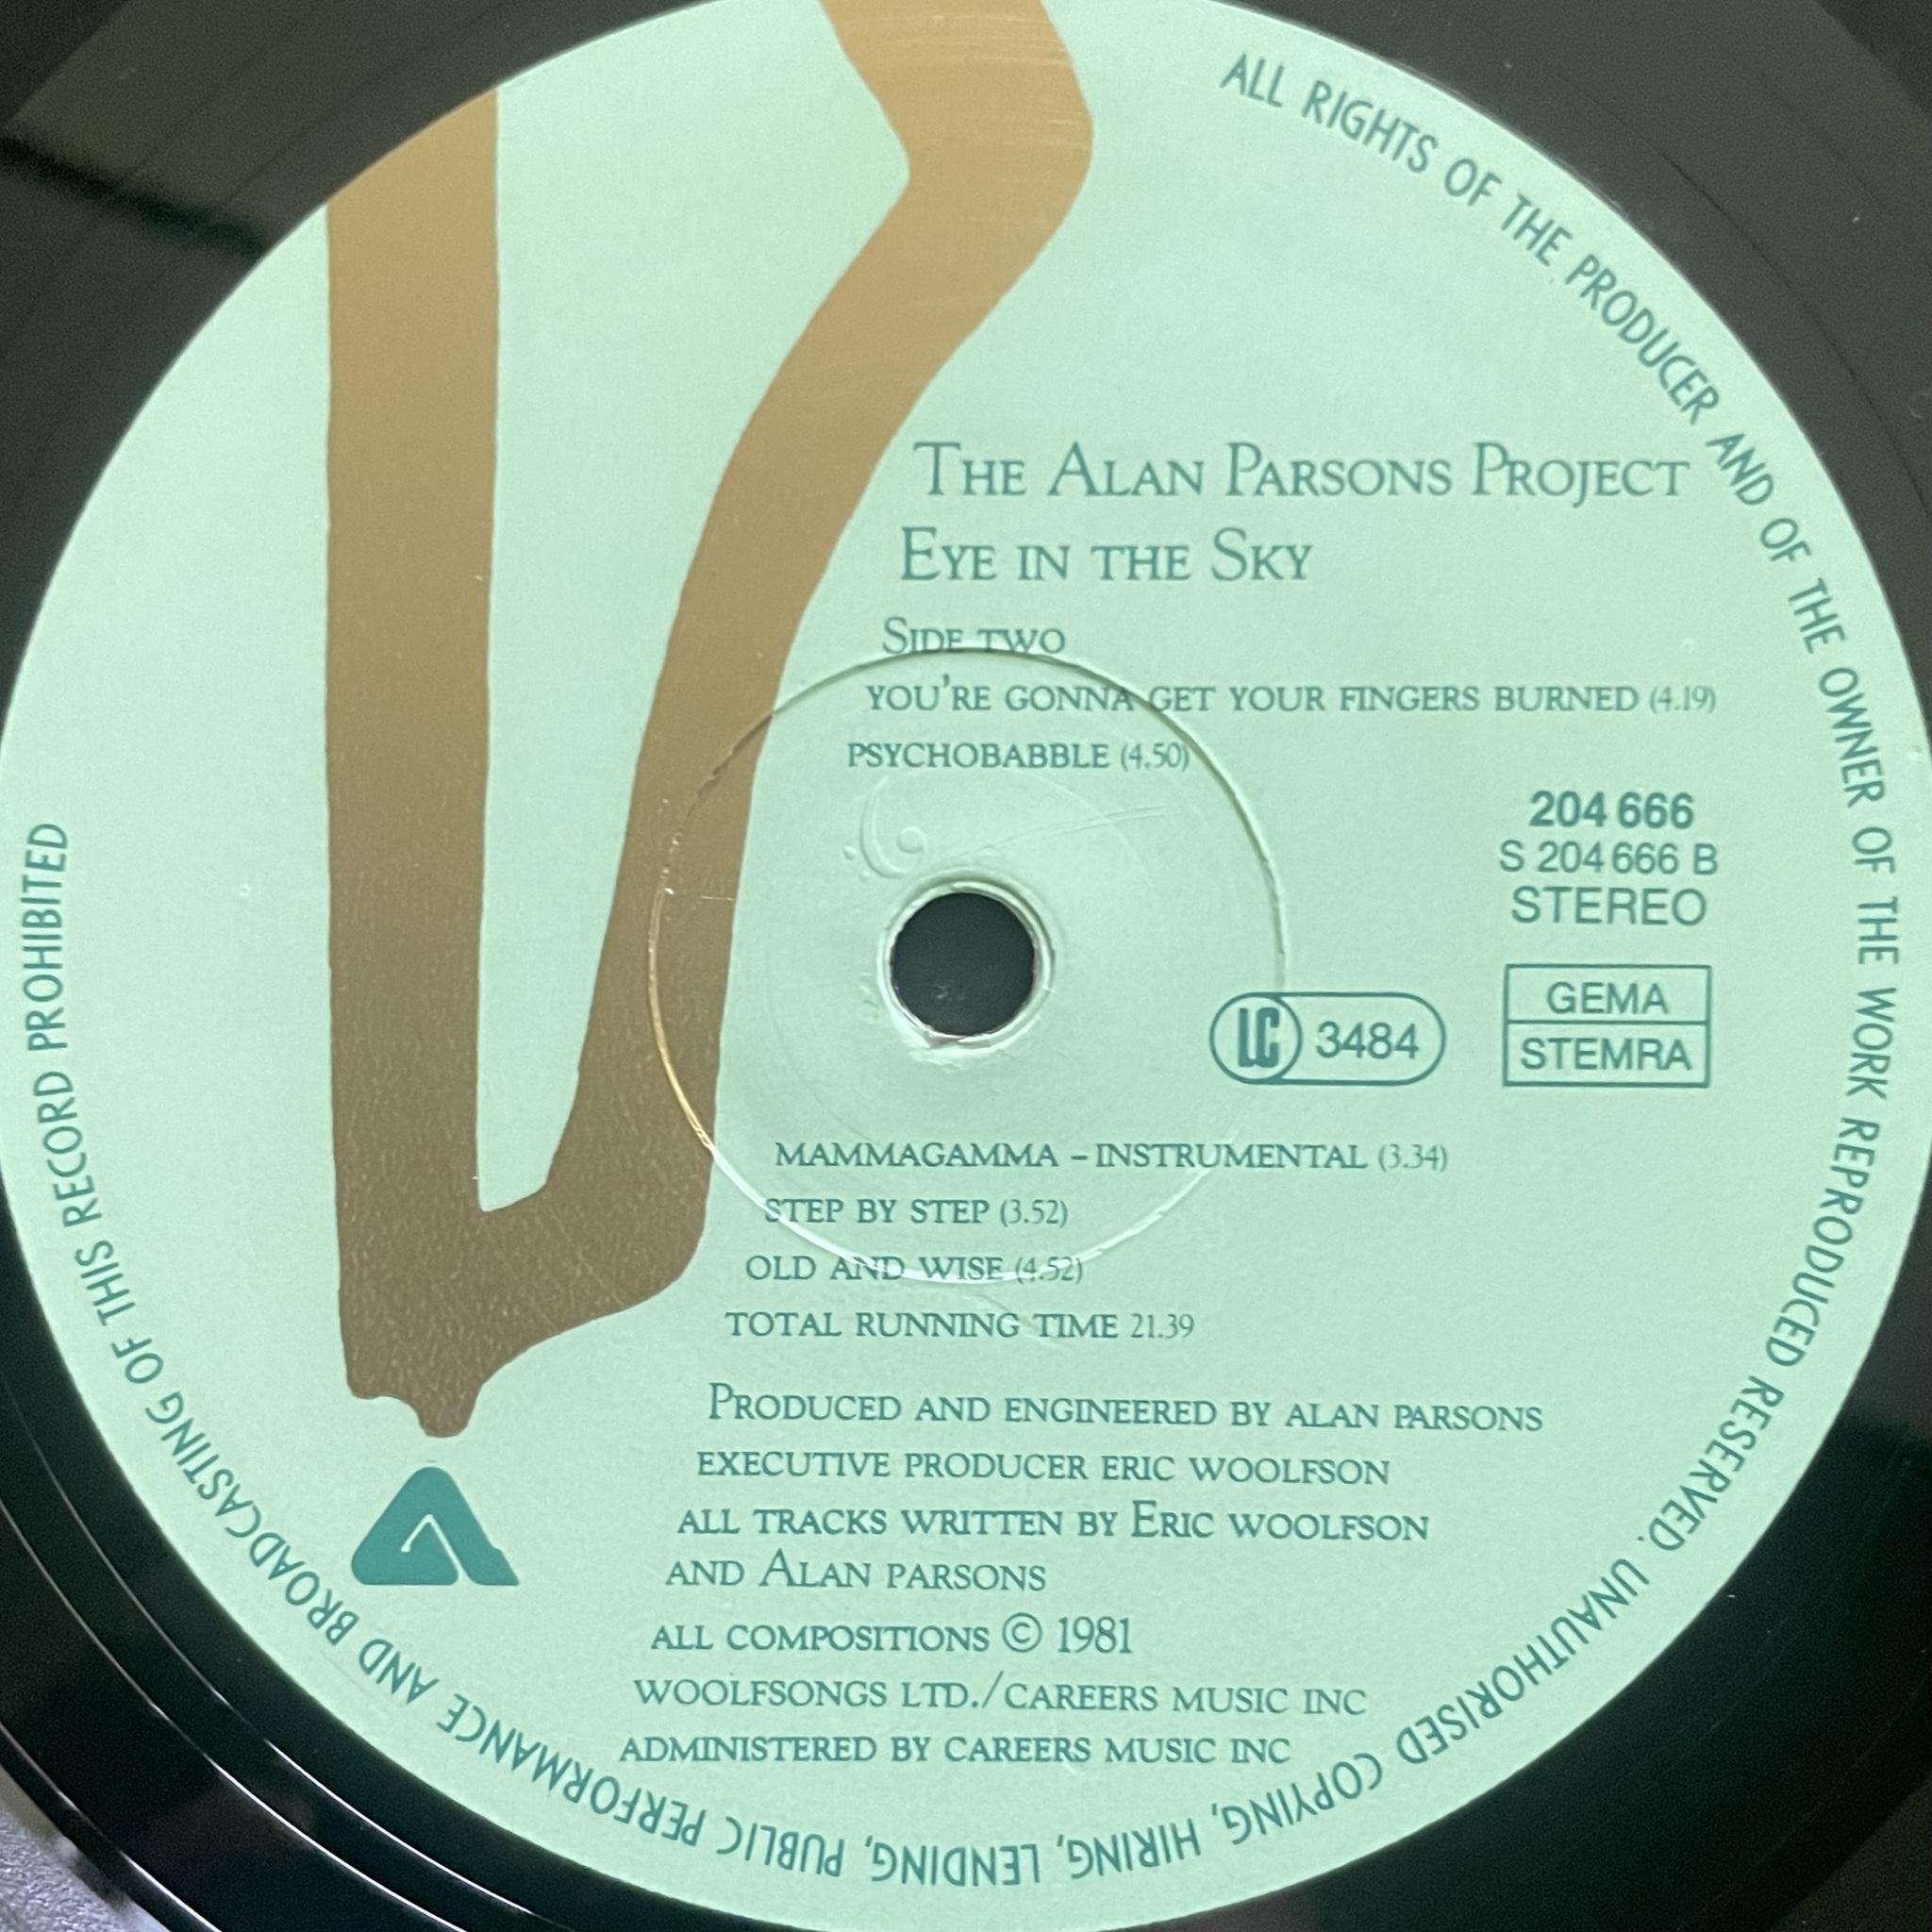 The Alan Parsons Project
Eye in the Sky
Side two
YOU'RE GONNA GET YOUR FINGERS BURNED (4.19)
PSYCHOBABBLE (4.50)
204 666
S 204 666 B
STEREO
LC 3484
GEMA
STEMRA
MAMMAGAMMA – INSTRUMENTAL (3.34)
STEP BY STEP (3.52)
OLD AND WISE (4.52)
TOTAL RUNNING TIME 21.39
PRODUCED AND ENGINEERED BY ALAN PARSONS
EXECUTIVE PRODUCER ERIC WOOLFSON
ALL TRACKS WRITTEN BY ERIC WOOLFSON
AND ALAN PARSONS
ALL COMPOSITIONS © 1981
WOOLFSONGS LTD./CAREERS MUSIC INC
ADMINISTERED BY CAREERS MUSIC INC
ALL RIGHTS OF THE PRODUCER AND OF THE OWNER OF THE WORK REPRODUCED RESERVED. UNAUTHORISED COPYING, HIRING, LENDING, PUBLIC PERFORMANCE AND BROADCASTING OF THIS RECORD PROHIBITED